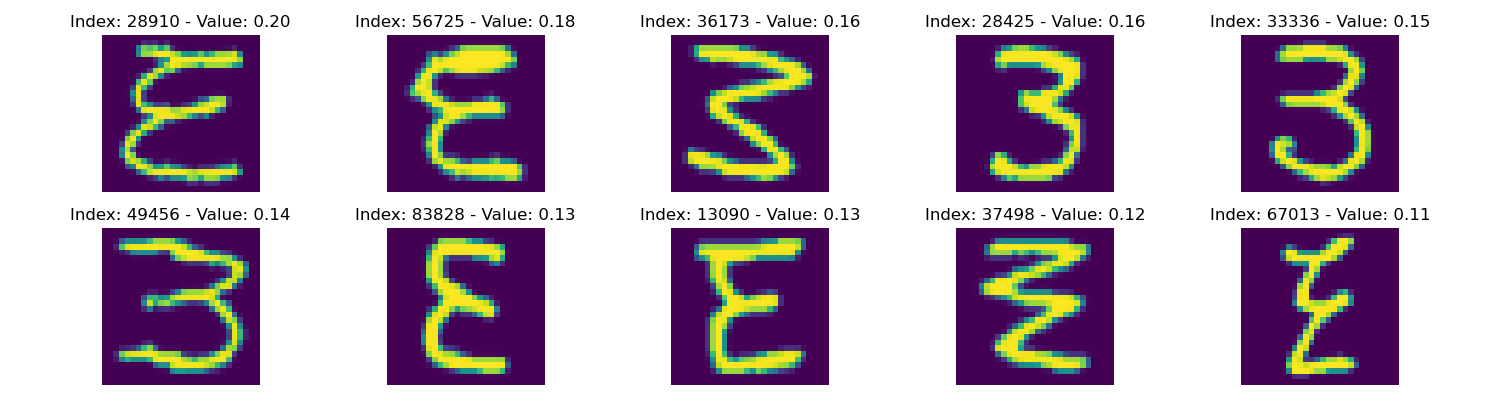 Index: 28910 - Value: 0.20 Index: 56725 - Value: 0.18 Index: 36173 - Value: 0.16 Index: 28425 - Value: 0.16 Index: 33336 - Value: 0.15
Index: 49456 - Value: 0.14 Index: 83828 - Value: 0.13 Index: 13090 - Value: 0.13 Index: 37498 - Value: 0.12 Index: 67013 - Value: 0.11